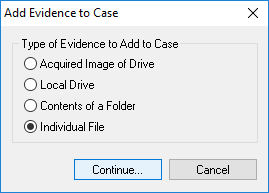 Add Evidence to Case
Type of Evidence to Add to Case
Acquired Image of Drive
Local Drive
Contents of a Folder
Individual File
Continue...
Cancel